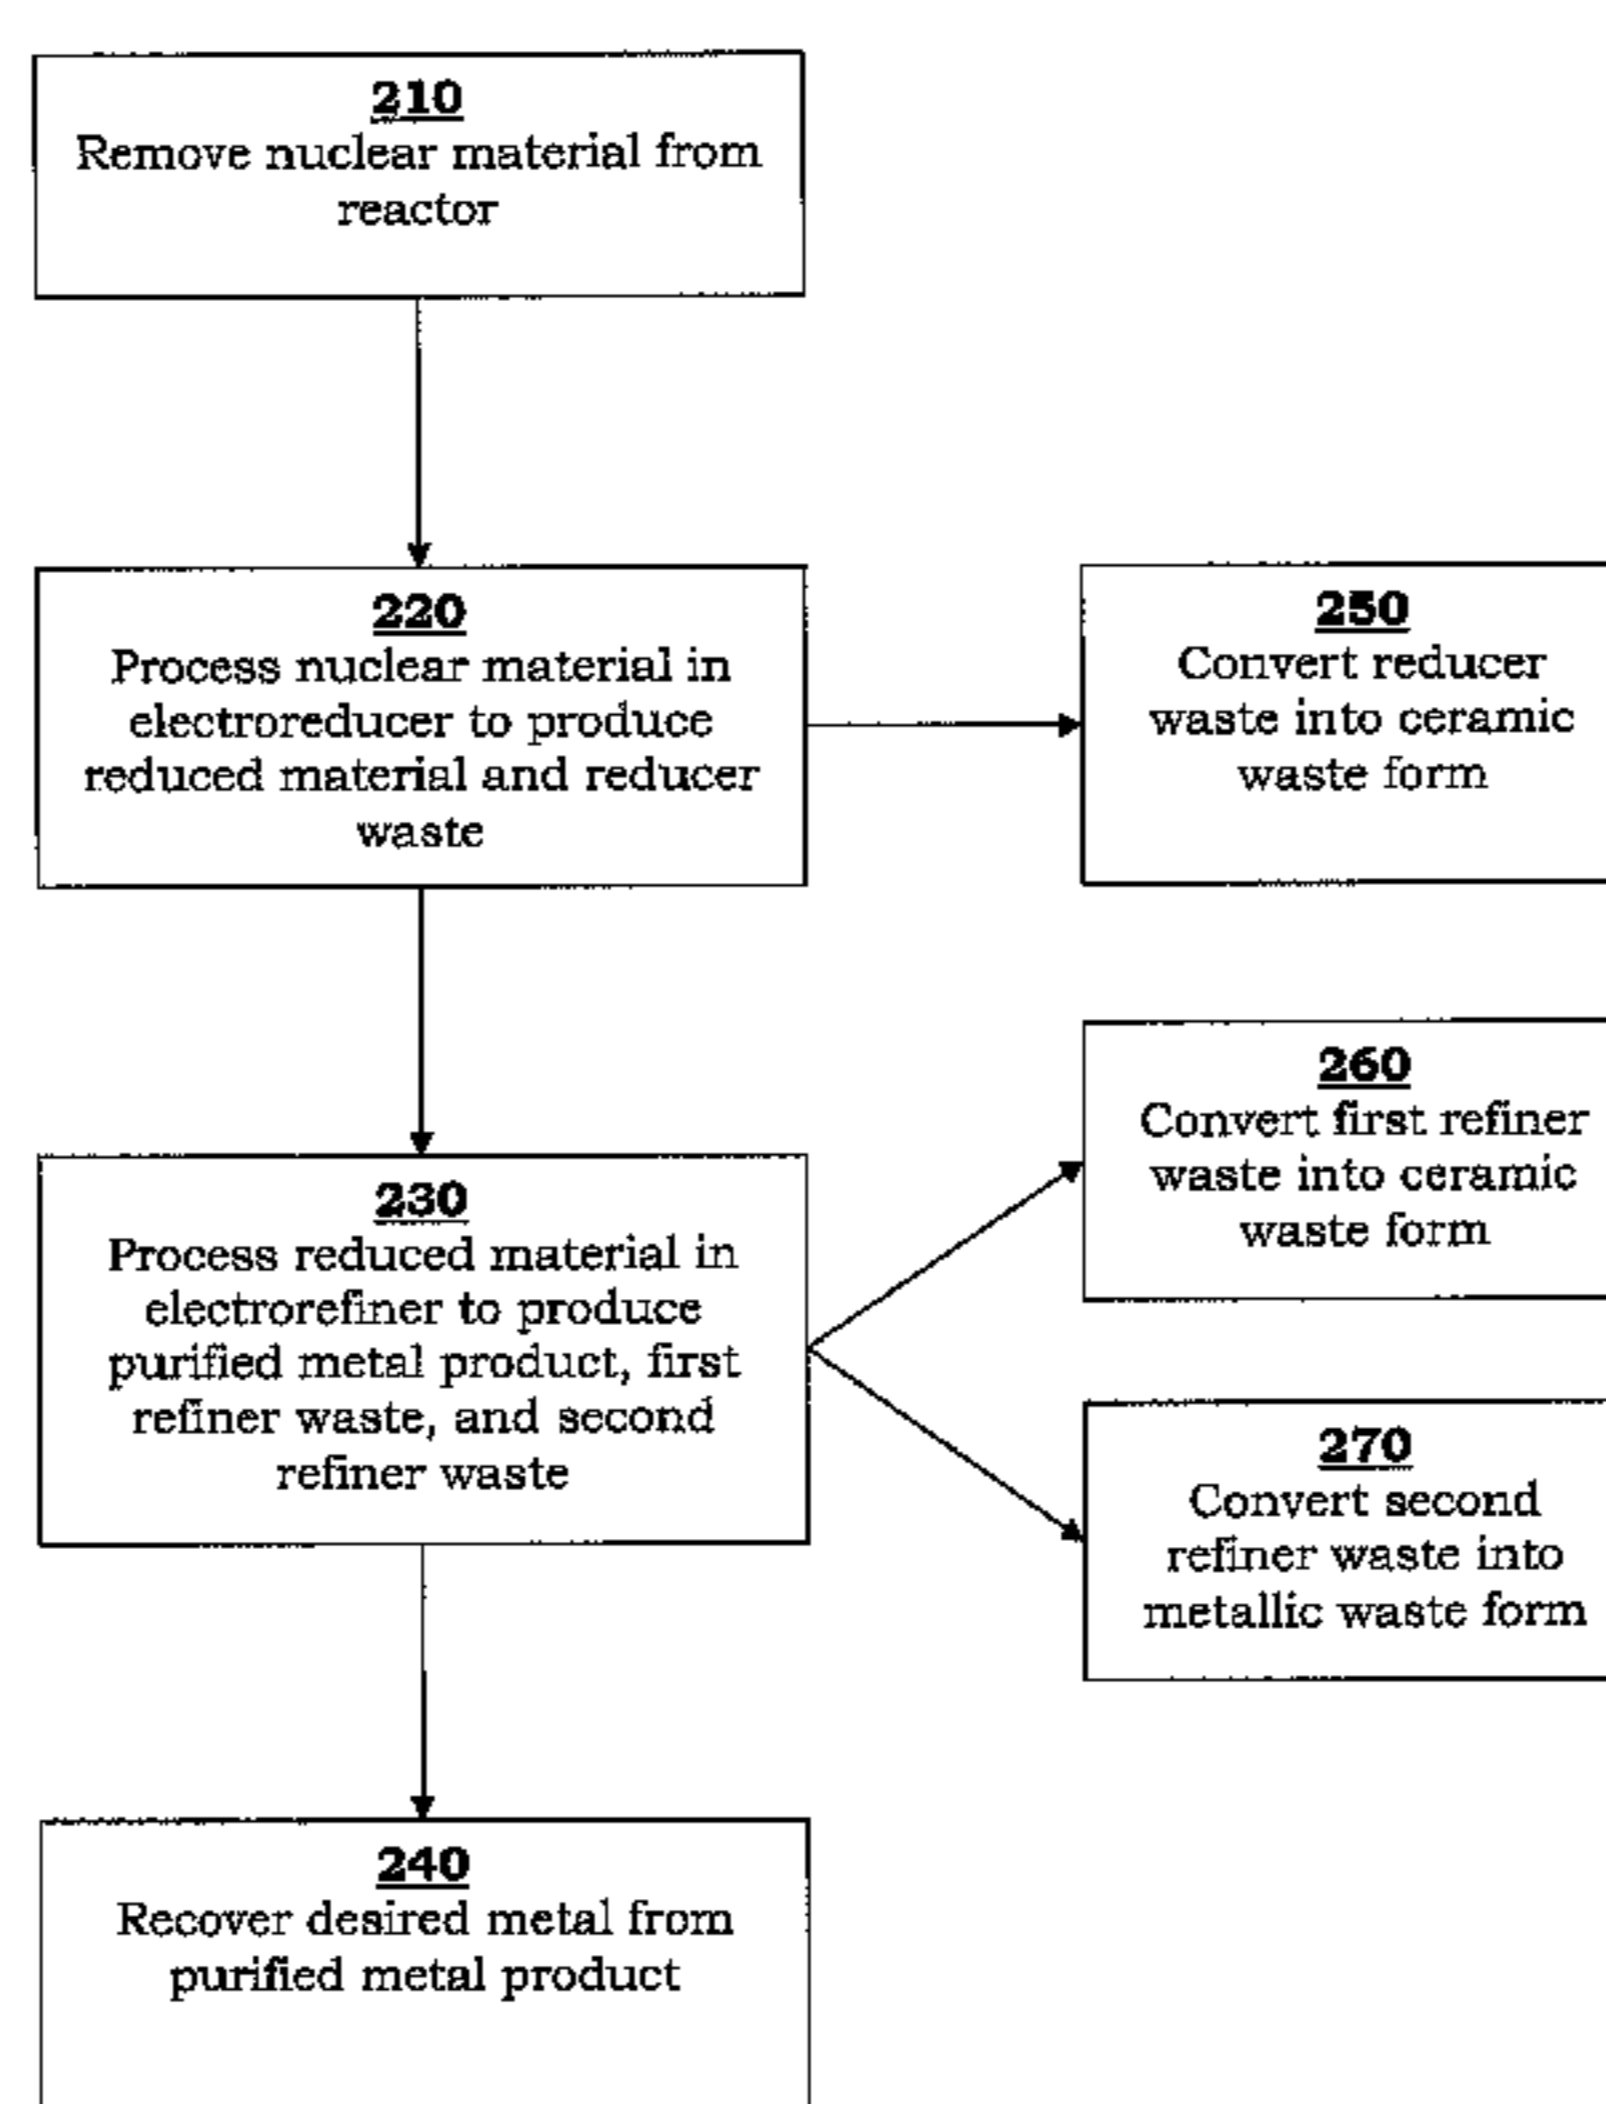 210
Remove nuclear material from
reactor
220
Process nuclear material in
electroreducer to produce
reduced material and reducer
waste
250
Convert reducer
waste into ceramic
waste form
230
Process reduced material in
electrorefiner to produce
purified metal product, first
refiner waste, and second
refiner waste
260
Convert first refiner
waste into ceramic
waste form
270
Convert second
refiner waste into
metallic waste form
240
Recover desired metal from
purified metal product